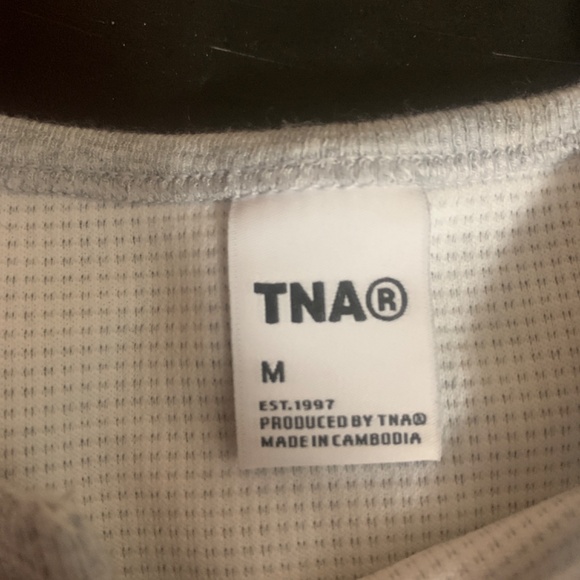 TNA®
M
EST.1997
PRODUCED BY TNA®
MADE IN CAMBODIA